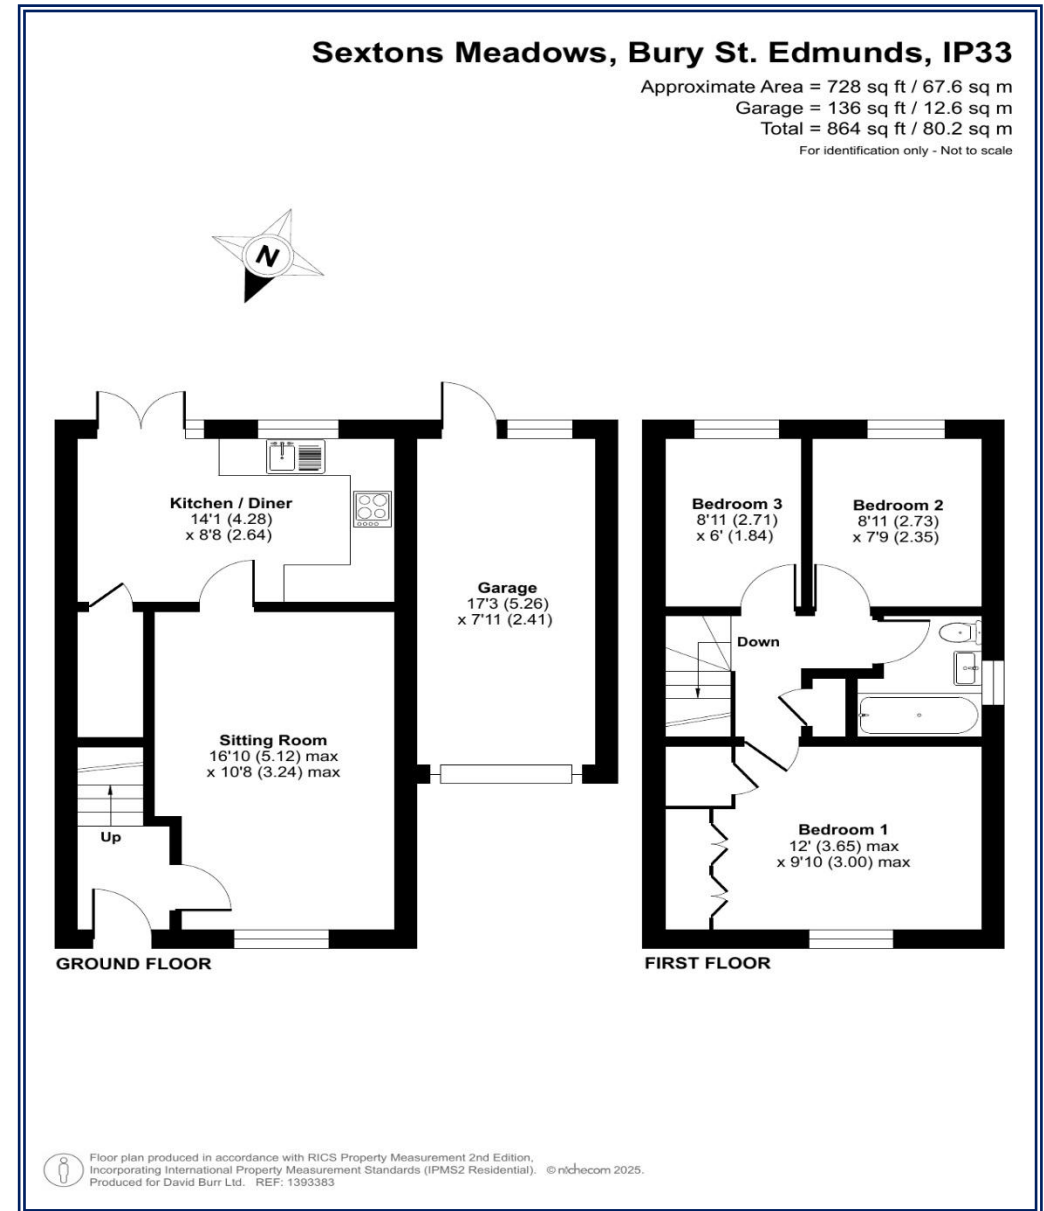 Sextons Meadows, Bury St. Edmunds, IP33
Approximate Area = 728 sq ft / 67.6 sq m
Garage = 136 sq ft / 12.6 sq m
Total = 864 sq ft / 80.2 sq m
For identification only - Not to scale
N
Kitchen / Diner
14'1 (4.28)
x 8'8 (2.64)
Garage
17'3 (5.26)
x 7'11 (2.41)
Sitting Room
16'10 (5.12) max
x 10'8 (3.24) max
Up
GROUND FLOOR
Bedroom 3
8'11 (2.71)
x 6' (1.84)
Bedroom 2
8'11 (2.73)
x 7'9 (2.35)
Down
Bedroom 1
12' (3.65) max
x 9'10 (3.00) max
FIRST FLOOR
Floor plan produced in accordance with RICS Property Measurement 2nd Edition,
Incorporating International Property Measurement Standards (IPMS2 Residential). © nichecom 2025.
Produced for David Burr Ltd. REF: 1393383